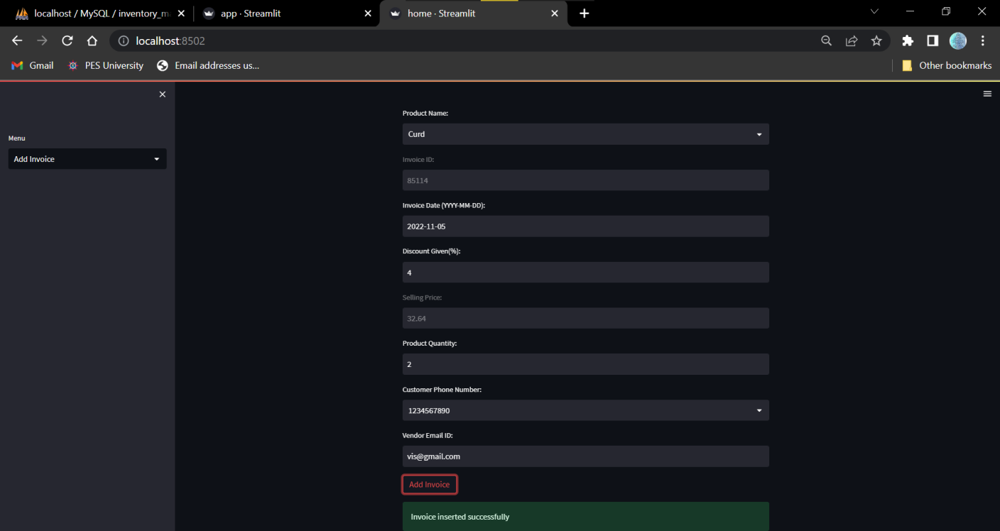 localhost / MySQL / inventory_ma
app · Streamlit
home · Streamlit
localhost:8502
Gmail
PES University
Email addresses us...
Other bookmarks
Menu
Add Invoice
Product Name:
Curd
Invoice ID:
85114
Invoice Date (YYYY-MM-DD):
2022-11-05
Discount Given(%):
4
Selling Price:
32.64
Product Quantity:
2
Customer Phone Number:
1234567890
Vendor Email ID:
vis@gmail.com
Add Invoice
Invoice inserted successfully